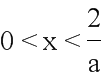 0 < x < 2/a